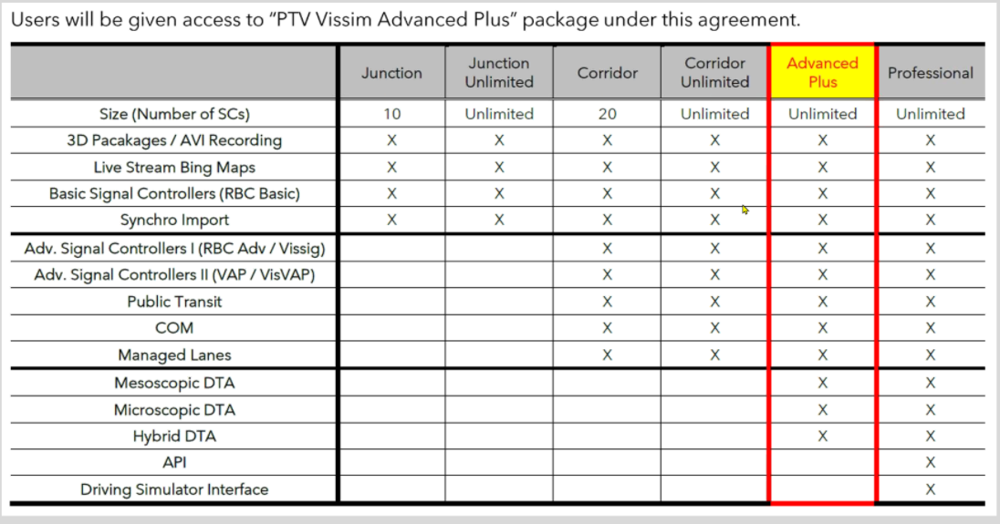 Users will be given access to “PTV Vissim Advanced Plus” package under this agreement.
Junction Junction Unlimited Corridor Corridor Unlimited Advanced Plus Professional
Size (Number of SCs) 10 Unlimited 20 Unlimited Unlimited Unlimited
3D Pacakages / AVI Recording X X X X X X
Live Stream Bing Maps X X X X X X
Basic Signal Controllers (RBC Basic) X X X X X X
Synchro Import X X X X X X
Adv. Signal Controllers I (RBC Adv / Vissig) X X X X
Adv. Signal Controllers II (VAP / VisVAP) X X X X
Public Transit X X X X
COM X X X X
Managed Lanes X X X X
Mesoscopic DTA X X
Microscopic DTA X X
Hybrid DTA X X
API X
Driving Simulator Interface X